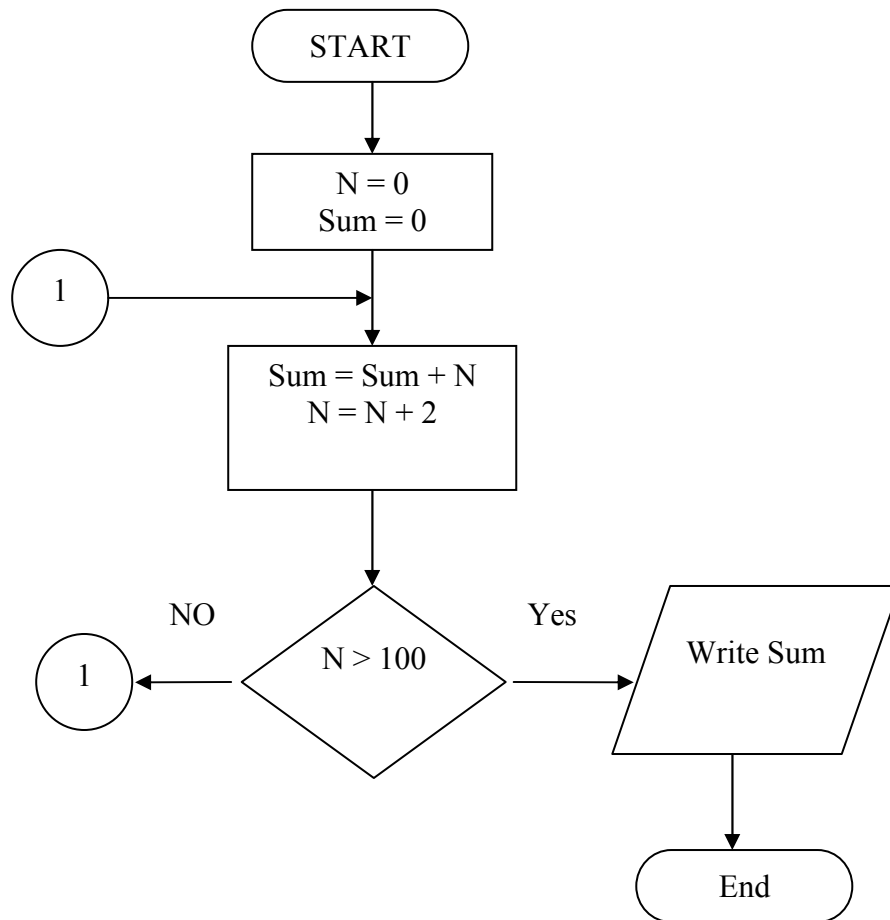 START
N = 0
Sum = 0
1
Sum = Sum + N
N = N + 2
NO
Yes
1
N > 100
Write Sum
End